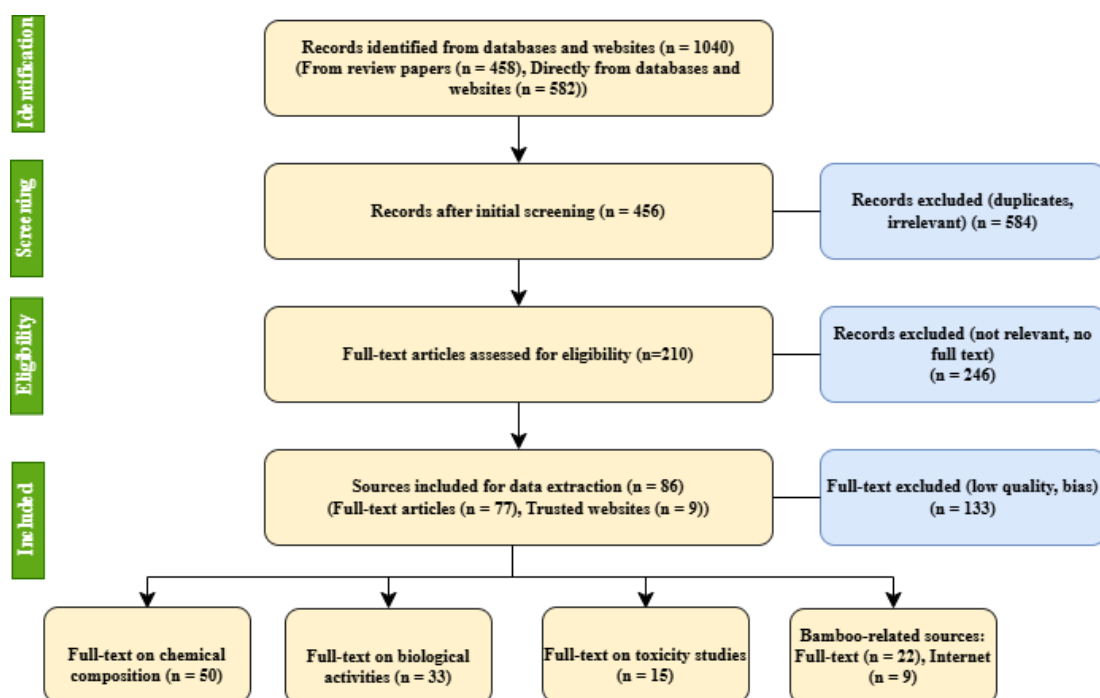 Identification
Records identified from databases and websites (n = 1040)
(From review papers (n = 458), Directly from databases and
websites (n = 582))
Screening
Records after initial screening (n = 456)
Records excluded (duplicates,
irrelevant) (n = 584)
Eligibility
Full-text articles assessed for eligibility (n=210)
Records excluded (not relevant, no
full text)
(n = 246)
Included
Sources included for data extraction (n = 86)
(Full-text articles (n = 77), Trusted websites (n = 9))
Full-text excluded (low quality, bias)
(n = 133)
Full-text on chemical
composition (n = 50)
Full-text on biological
activities (n = 33)
Full-text on toxicity studies
(n = 15)
Bamboo-related sources:
Full-text (n = 22), Internet
(n = 9)